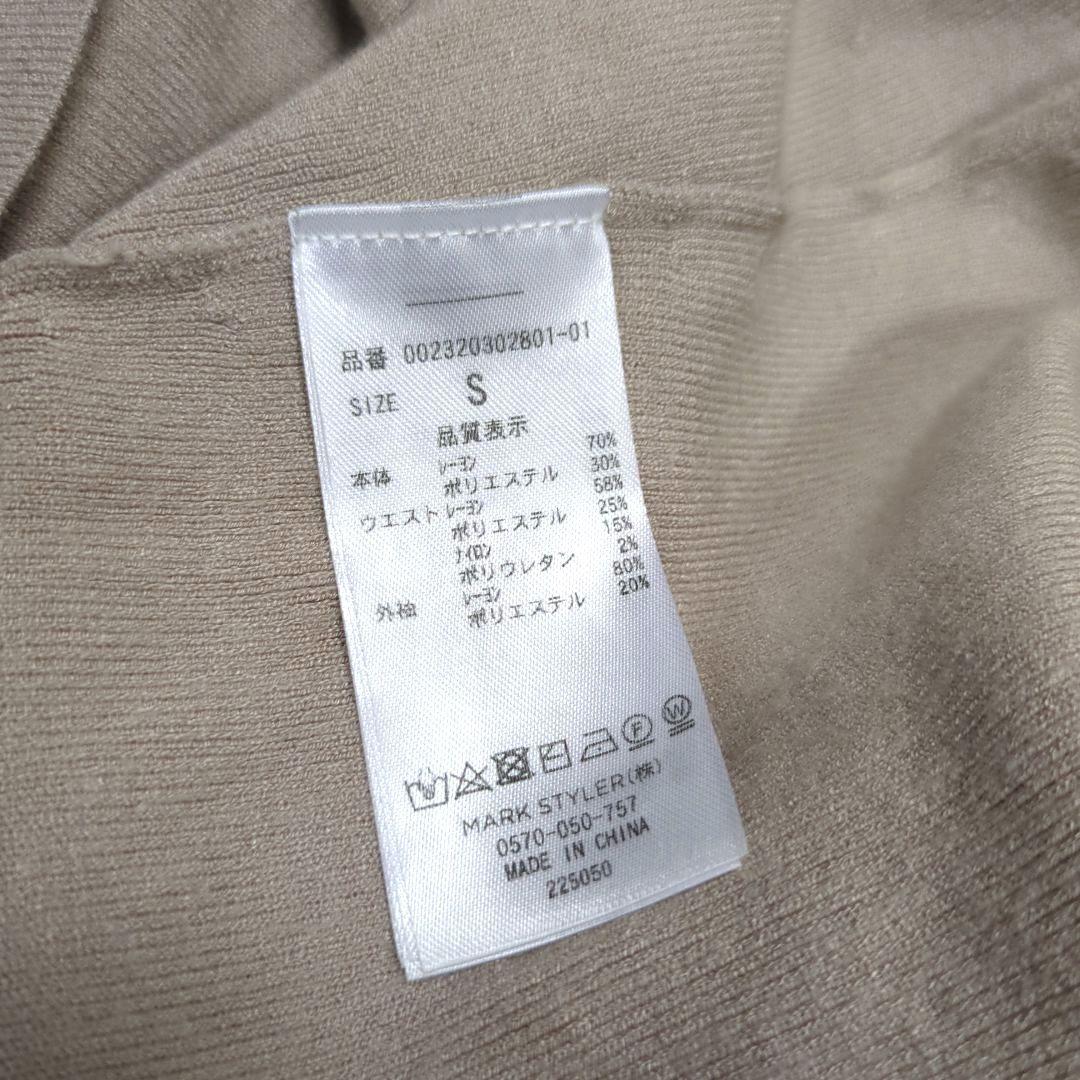 品番 002320302801-01
SIZE S
品質表示
本体 レーヨン 70%
ポリエステル 30%
ウエスト レーヨン 58%
ポリエステル 25%
ナイロン 15%
ポリウレタン 2%
外袖 レーヨン 80%
ポリエステル 20%
F W
MARK STYLER(株)
0570-050-757
MADE IN CHINA
225050